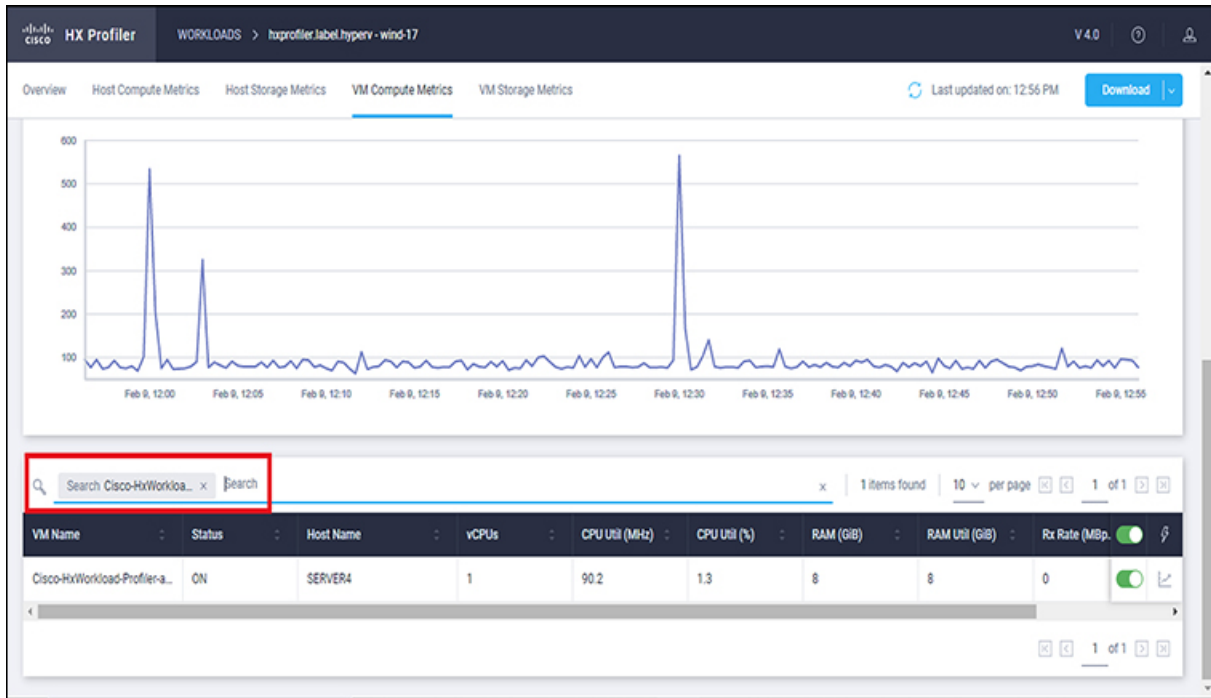 cisco HX Profiler WORKLOADS > hxprofiler.label.hyperv - wind-17 V 4.0
Overview Host Compute Metrics Host Storage Metrics VM Compute Metrics VM Storage Metrics Last updated on: 12:56 PM Download
600
500
400
300
200
100
Feb 9, 12:00 Feb 9, 12:05 Feb 9, 12:10 Feb 9, 12:15 Feb 9, 12:20 Feb 9, 12:25 Feb 9, 12:30 Feb 9, 12:35 Feb 9, 12:40 Feb 9, 12:45 Feb 9, 12:50 Feb 9, 12:55
Search Cisco-HxWorkloa... × Search x 1 items found 10 per page 1 of 1
VM Name Status Host Name vCPUs CPU Util (MHz) CPU Util (%) RAM (GiB) RAM Util (GiB) Rx Rate (MBp.
Cisco-HxWorkload-Profiler-a... ON SERVER4 1 90.2 1.3 8 8 0
1 of 1